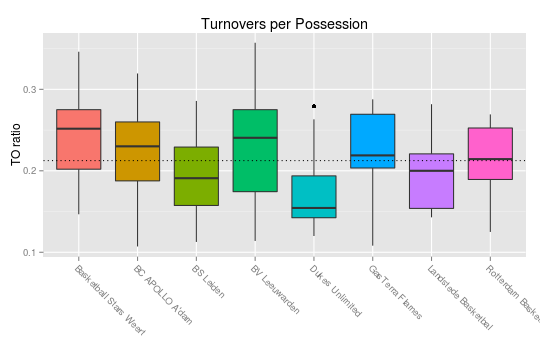 Turnovers per Possession
TO ratio
0.3
0.2
0.1
Basketball Stars Weert
BC APOLLO A'dam
BS Leiden
BV Leeuwarden
Dukes Unlimited
GasTerra Flames
Landstede Basketbal
Rotterdam Basket